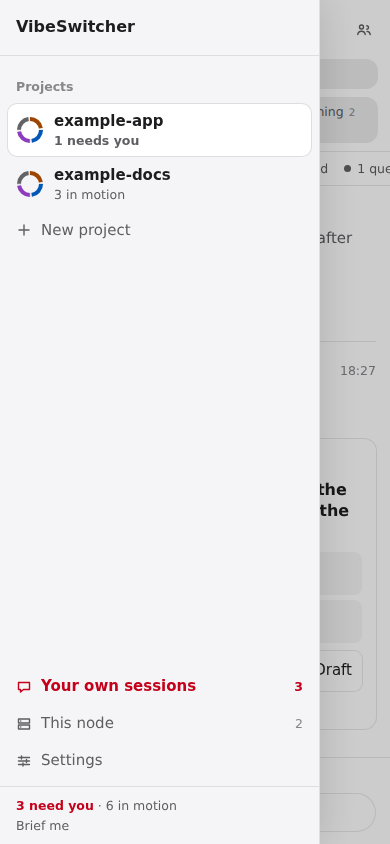 VibeSwitcher
Projects
example-app
1 needs you
example-docs
3 in motion
New project
Your own sessions 3
This node 2
Settings
3 need you · 6 in motion
Brief me
2
1 que
after
18:27
the
the
Draft